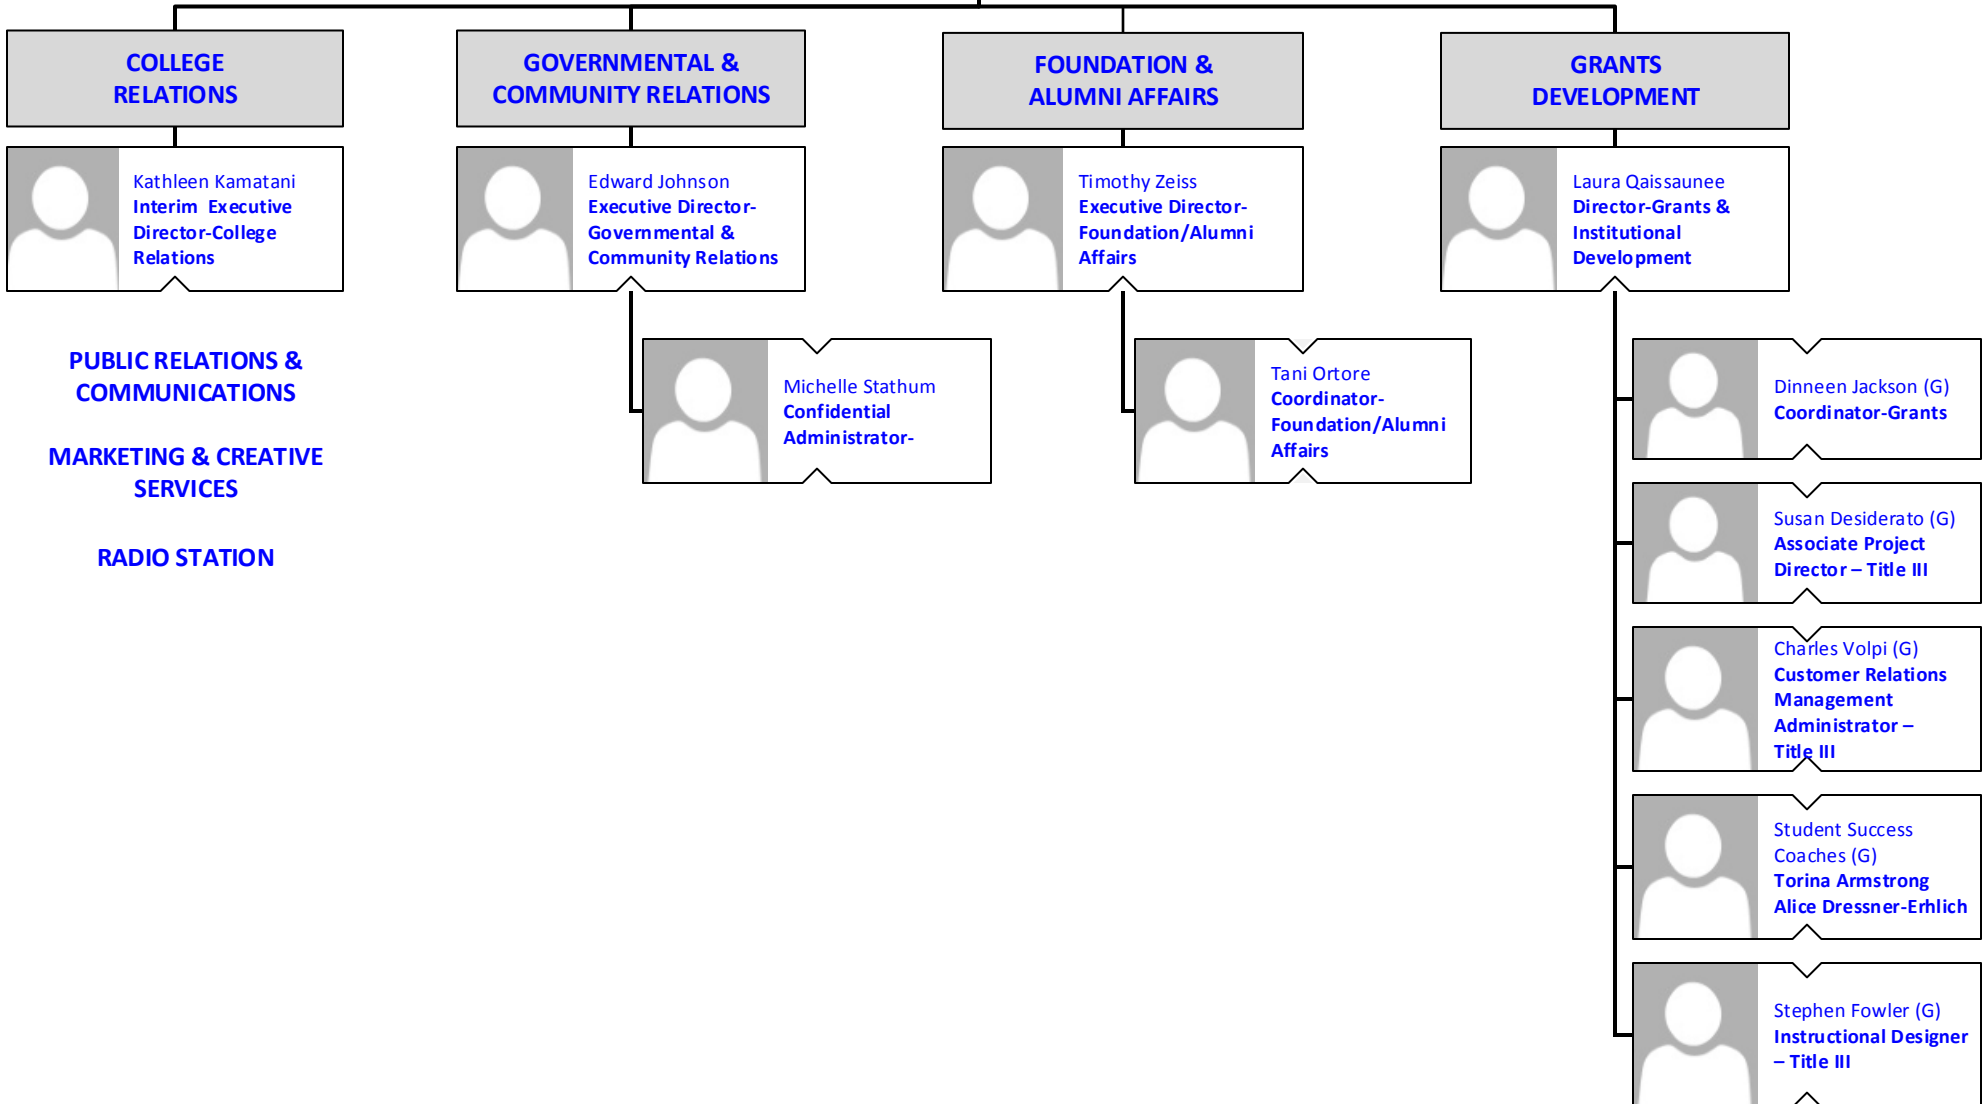 COLLEGE
RELATIONS
Kathleen Kamatani
Interim Executive
Director-College
Relations
PUBLIC RELATIONS &
COMMUNICATIONS
MARKETING & CREATIVE
SERVICES
RADIO STATION
GOVERNMENTAL &
COMMUNITY RELATIONS
Edward Johnson
Executive Director-
Governmental &
Community Relations
Michelle Stathum
Confidential
Administrator-
FOUNDATION &
ALUMNI AFFAIRS
Timothy Zeiss
Executive Director-
Foundation/Alumni
Affairs
Tani Ortore
Coordinator-
Foundation/Alumni
Affairs
GRANTS
DEVELOPMENT
Laura Qaissaunee
Director-Grants &
Institutional
Development
Dinneen Jackson (G)
Coordinator-Grants
Susan Desiderato (G)
Associate Project
Director – Title III
Charles Volpi (G)
Customer Relations
Management
Administrator –
Title III
Student Success
Coaches (G)
Torina Armstrong
Alice Dressner-Erhlich
Stephen Fowler (G)
Instructional Designer
– Title III